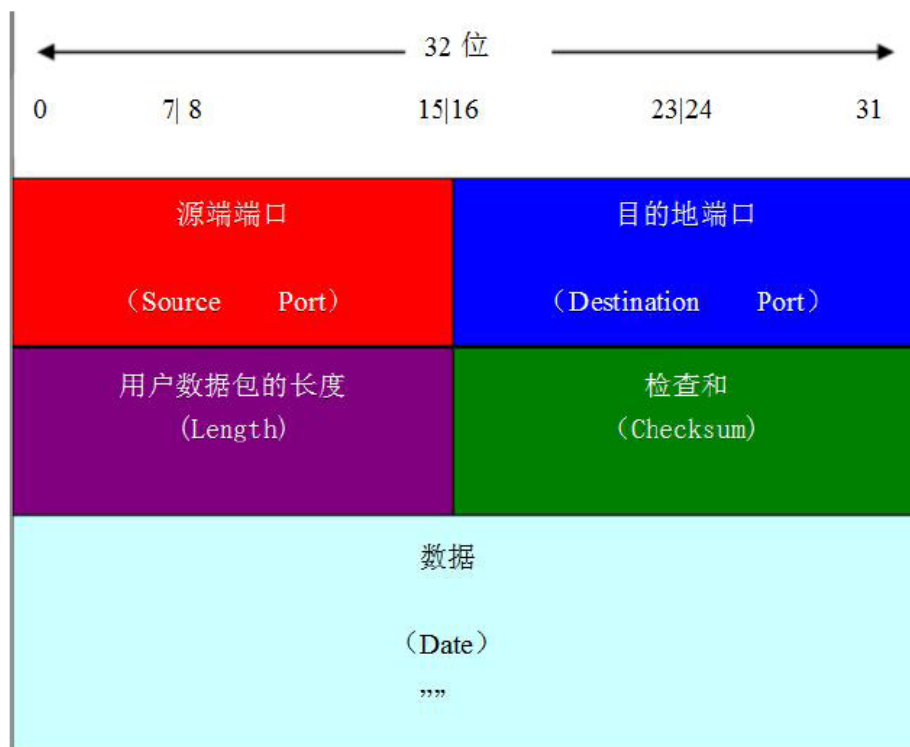 32 位
0 7| 8 15|16 23|24 31
源端端口 目的地端口
（Source Port） （Destination Port）
用户数据包的长度 检查和
(Length) （Checksum)
数据
（Date）
””